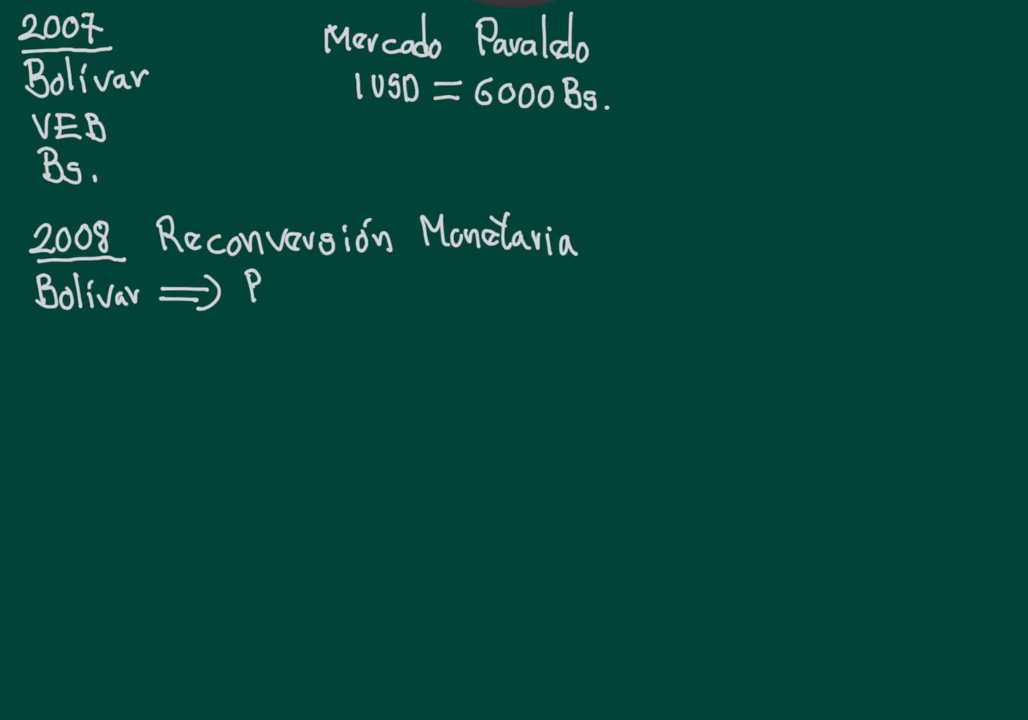 2007
Bolívar
VEB
Bs.
Mercado Paralelo
1 USD = 6000 Bs.
2008 Reconversión Monetaria
Bolívar ⇒ P